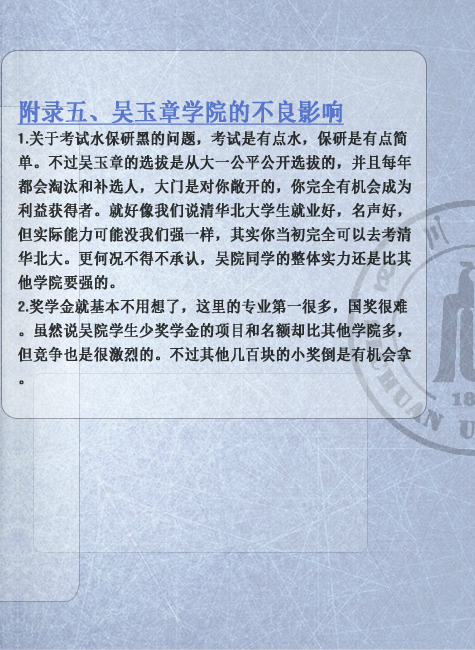 附录五、吴玉章学院的不良影响
1.关于考试水保研黑的问题，考试是有点水，保研是有点简
单。不过吴玉章的选拔是从大一公平公开选拔的，并且每年
都会淘汰和补选人，大门是对你敞开的，你完全有机会成为
利益获得者。就好像我们说清华北大学生就业好，名声好，
但实际能力可能没我们强一样，其实你当初完全可以去考清
华北大。更何况不得不承认，吴院同学的整体实力还是比其
他学院要强的。
2.奖学金就基本不用想了，这里的专业第一很多，国奖很难
。虽然说吴院学生少奖学金的项目和名额却比其他学院多，
但竞争也是很激烈的。不过其他几百块的小奖倒是有机会拿
。
川
18
CHUAN U